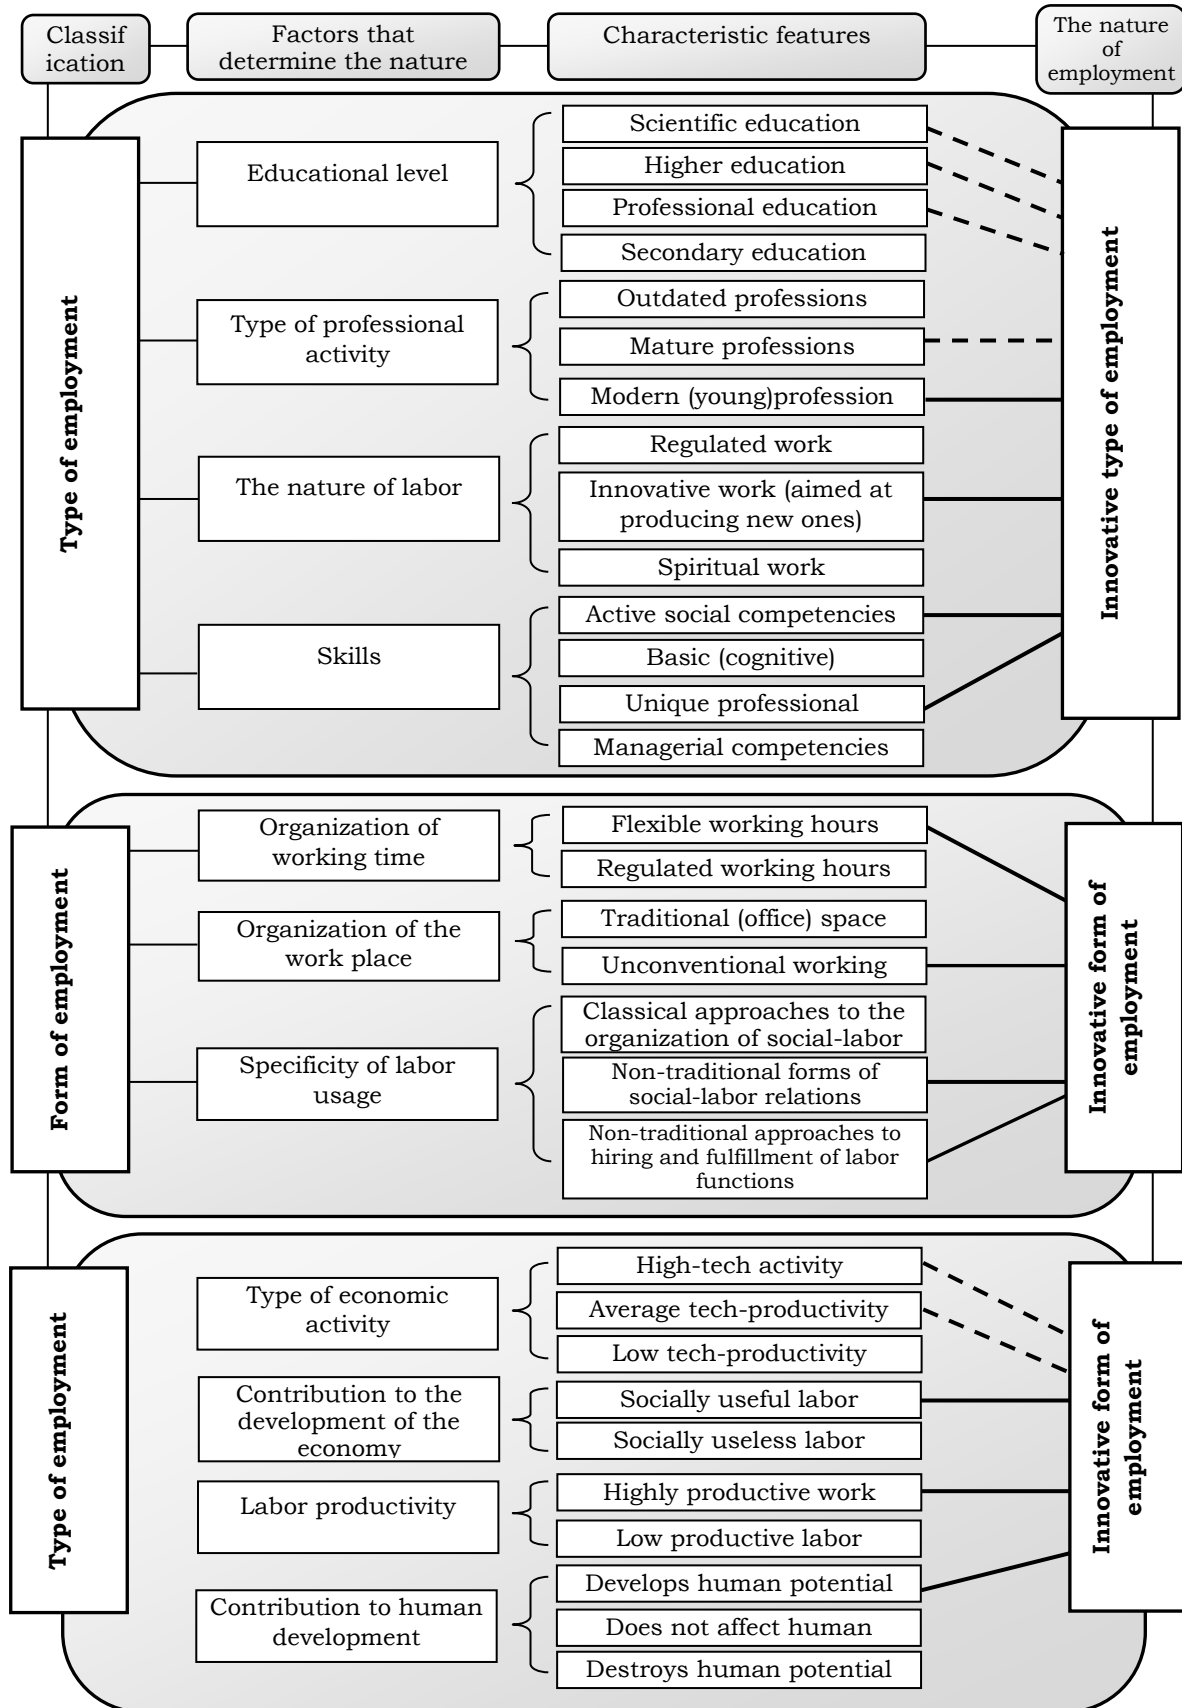 Classif
ication
Factors that
determine the nature
Characteristic features
The nature
of
employment
Type of employment
Educational level
Scientific education
Higher education
Professional education
Secondary education
Type of professional
activity
Outdated professions
Mature professions
Modern (young)profession
The nature of labor
Regulated work
Innovative work (aimed at
producing new ones)
Spiritual work
Skills
Active social competencies
Basic (cognitive)
Unique professional
Managerial competencies
Innovative type of employment
Form of employment
Organization of
working time
Flexible working hours
Regulated working hours
Organization of the
work place
Traditional (office) space
Unconventional working
Specificity of labor
usage
Classical approaches to the
organization of social-labor
Non-traditional forms of
social-labor relations
Non-traditional approaches to
hiring and fulfillment of labor
functions
Innovative form of
employment
Type of employment
Type of economic
activity
High-tech activity
Average tech-productivity
Low tech-productivity
Contribution to the
development of the
economy
Socially useful labor
Socially useless labor
Labor productivity
Highly productive work
Low productive labor
Contribution to human
development
Develops human potential
Does not affect human
Destroys human potential
Innovative form of
employment